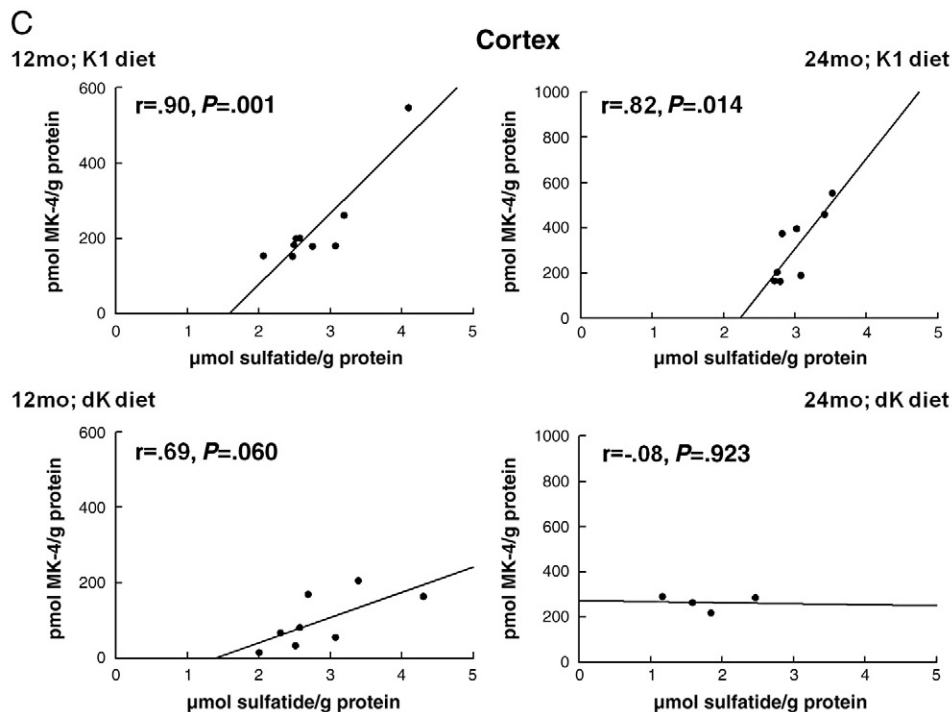 C
Cortex
12mo; K1 diet
r=.90, P=.001
pmol MK-4/g protein
600
400
200
0
0 1 2 3 4 5
µmol sulfatide/g protein
24mo; K1 diet
r=.82, P=.014
pmol MK-4/g protein
1000
800
600
400
200
0
0 1 2 3 4 5
µmol sulfatide/g protein
12mo; dK diet
r=.69, P=.060
pmol MK-4/g protein
600
400
200
0
0 1 2 3 4 5
µmol sulfatide/g protein
24mo; dK diet
r=-.08, P=.923
pmol MK-4/g protein
1000
800
600
400
200
0
0 1 2 3 4 5
µmol sulfatide/g protein